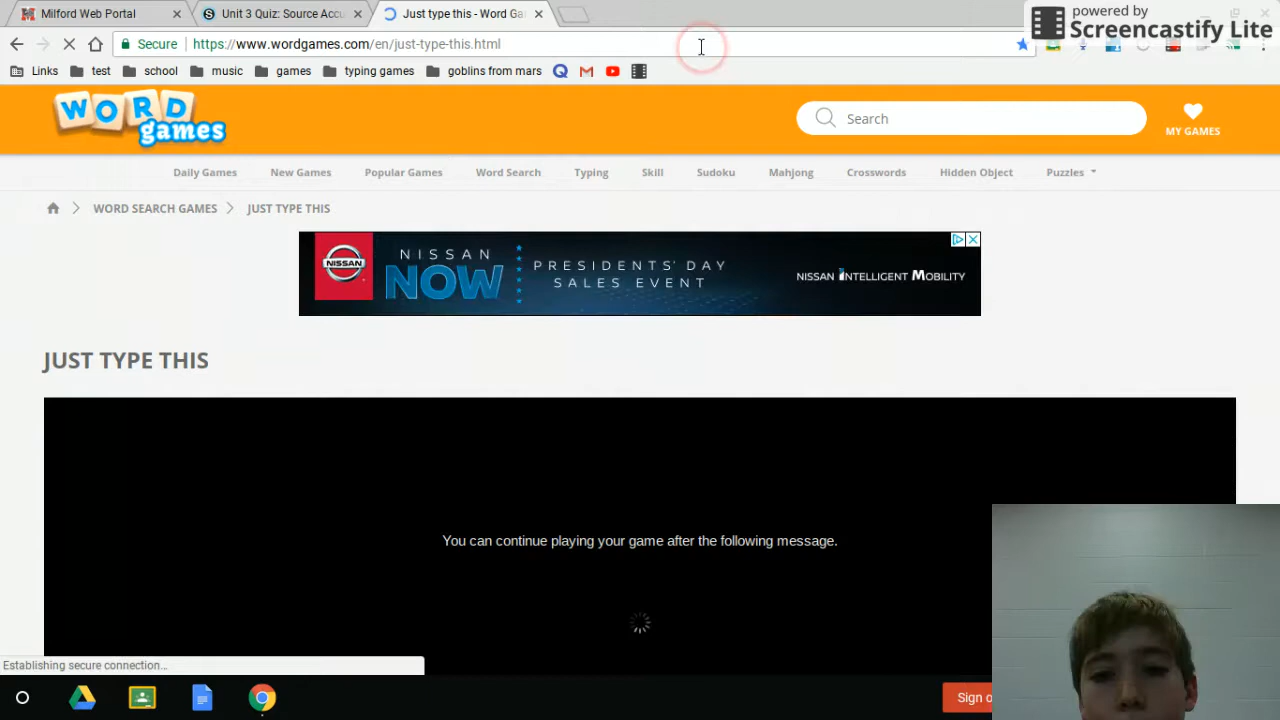 Milford Web Portal
Unit 3 Quiz: Source Accu
Just type this - Word Ga
powered by
Screencastify Lite
Secure https://www.wordgames.com/en/just-type-this.html
Links test school music games typing games goblins from mars
WORD
games
Search
MY GAMES
Daily Games New Games Popular Games Word Search Typing Skill Sudoku Mahjong Crosswords Hidden Object Puzzles
WORD SEARCH GAMES JUST TYPE THIS
NISSAN
NISSAN
NOW
PRESIDENTS' DAY
SALES EVENT
NISSAN INTELLIGENT MOBILITY
JUST TYPE THIS
You can continue playing your game after the following message.
Establishing secure connection...
Sign o